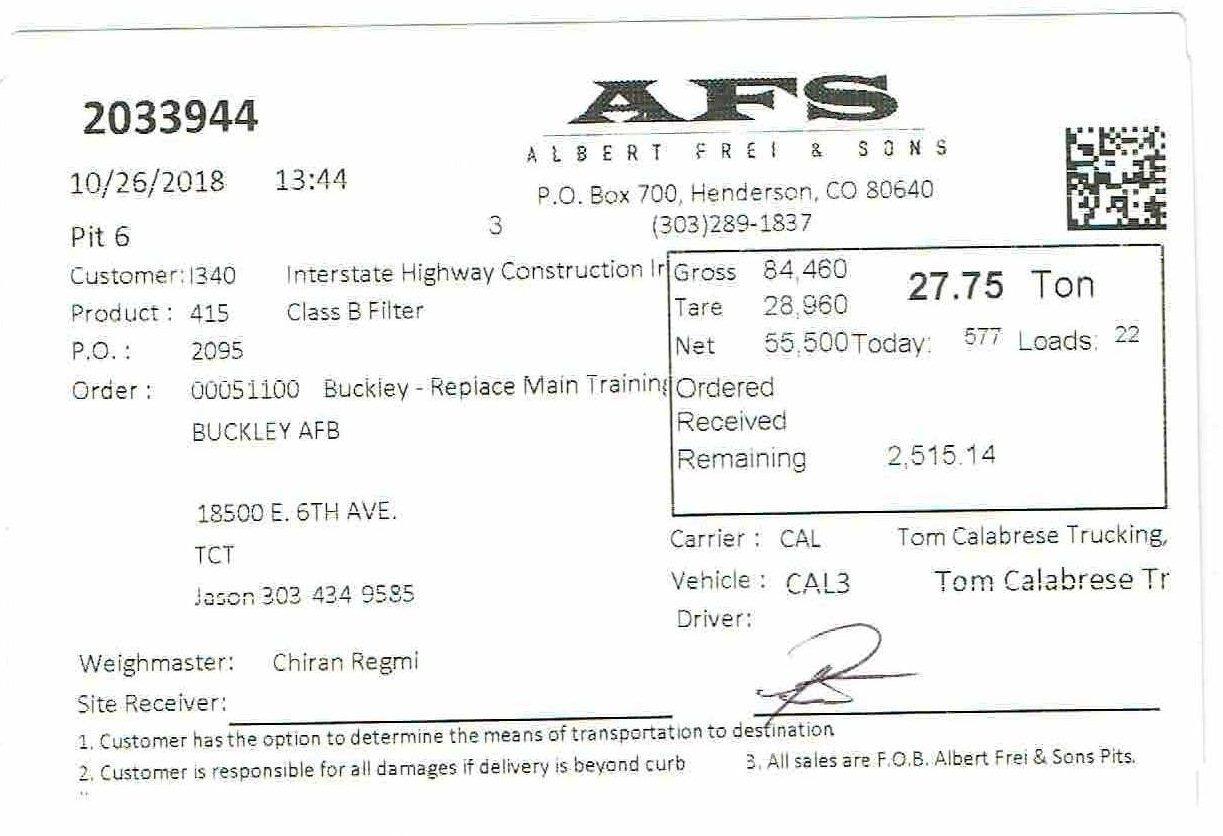 2033944
AFS
ALBERT FREI & SONS
10/26/2018 13:44
P.O. Box 700, Henderson, CO 80640
Pit 6
3
(303)289-1837
Customer: I340 Interstate Highway Construction Ir
Product : 415 Class B Filter
P.O. : 2095
Order : 00051100 Buckley - Replace Main Training
BUCKLEY AFB
18500 E. 6TH AVE.
TCT
Jason 303 434 9585
Gross 84,460 27.75 Ton
Tare 28,960
Net 55,500 Today: 577 Loads: 22
Ordered
Received
Remaining 2,515.14
Carrier : CAL Tom Calabrese Trucking,
Vehicle : CAL3 Tom Calabrese Tr
Driver:
Weighmaster: Chiran Regmi
Site Receiver:
1. Customer has the option to determine the means of transportation to destination
2. Customer is responsible for all damages if delivery is beyond curb
3. All sales are F.O.B. Albert Frei & Sons Pits.